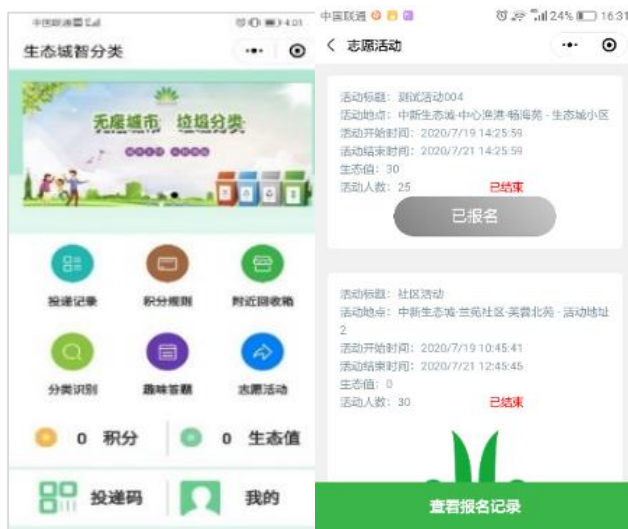 中国联通
4:01
生态城智分类
无废城市 垃圾分类
投递记录 积分规则 附近回收箱
分类识别 趣味答题 志愿活动
0 积分 0 生态值
投递码 我的
中国联通 24% 16:31
志愿活动
活动标题：测试活动004
活动地点：中新生态城-中心渔港-畅海苑 - 生态城小区
活动开始时间：2020/7/19 14:25:59
活动结束时间：2020/7/21 14:25:59
生态值：30
活动人数：25 已结束
已报名
活动标题：社区活动
活动地点：中新生态城-兰苑社区-芙蓉北苑 - 活动地址
2
活动开始时间：2020/7/19 10:45:41
活动结束时间：2020/7/21 12:45:45
生态值：0
活动人数：30 已结束
查看报名记录